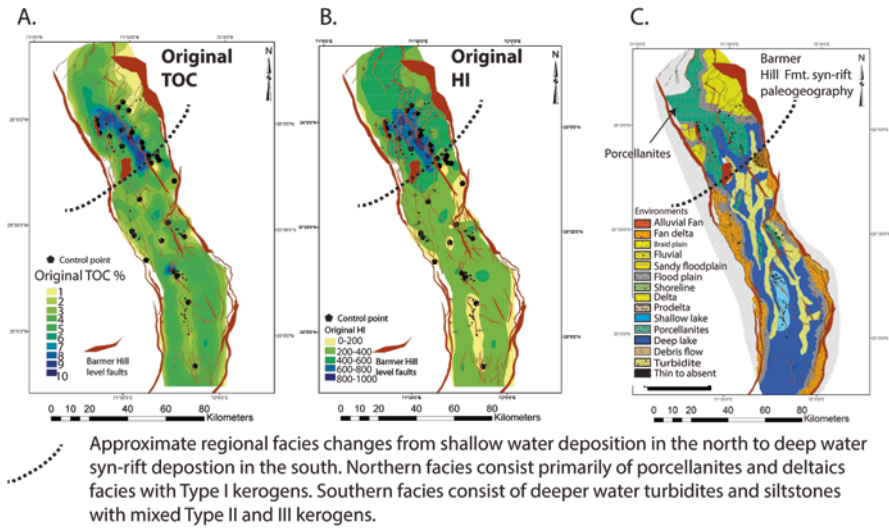 A.
Original
TOC
N
Control point
Original TOC %
1
2
3
4
5
6
7
8
9
10
Barmer Hill
level faults
0 10 20 40 60 80
Kilometers
B.
Original
HI
N
Control point
Original HI
0-200
200-400
400-600
600-800
800-1000
Barmer Hill
level faults
0 10 20 40 60 80
Kilometers
C.
Barmer
Hill Fmt. syn-rift
paleogeography
N
Porcellanites
Environments
Alluvial Fan
Fan delta
Braid plain
Fluvial
Sandy floodplain
Flood plain
Shoreline
Delta
Prodelta
Shallow lake
Porcellanites
Deep lake
Debris flow
Turbidite
Thin to absent
Approximate regional facies changes from shallow water deposition in the north to deep water
syn-rift depostion in the south. Northern facies consist primarily of porcellanites and deltaics
facies with Type I kerogens. Southern facies consist of deeper water turbidites and siltstones
with mixed Type II and III kerogens.